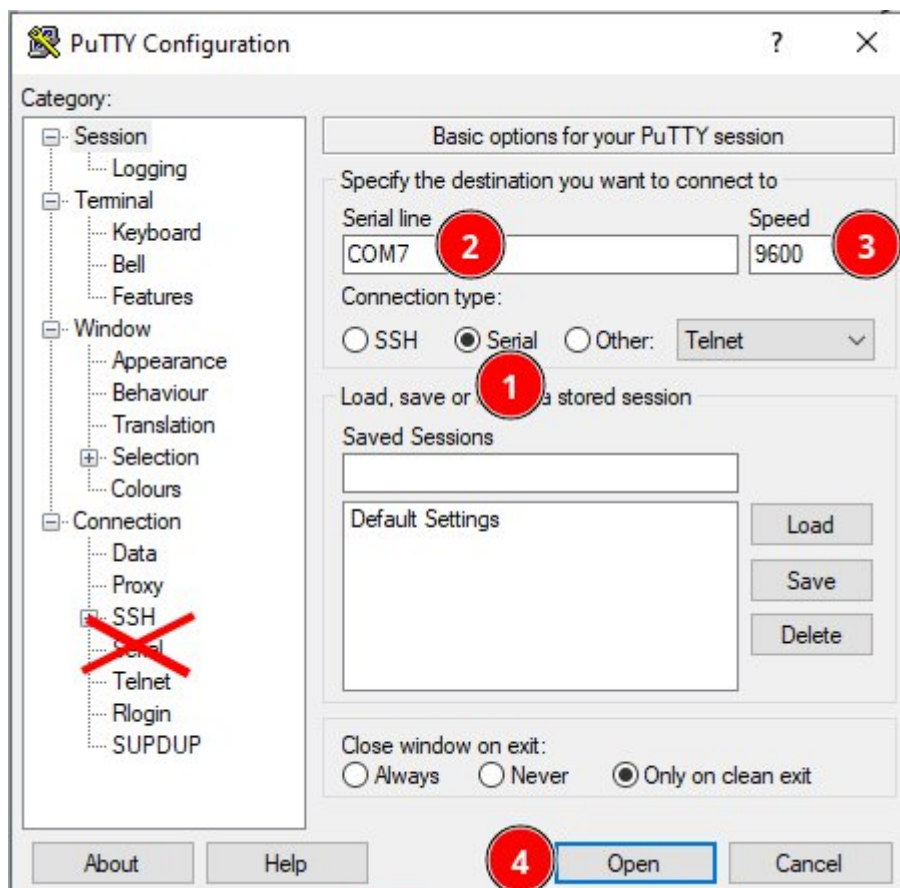 PuTTY Configuration
?
Category:
Session
Logging
Terminal
Keyboard
Bell
Features
Window
Appearance
Behaviour
Translation
Selection
Colours
Connection
Data
Proxy
SSH
Serial
Telnet
Rlogin
SUPDUP
Basic options for your PuTTY session
Specify the destination you want to connect to
Serial line
Speed
COM7
2
9600
3
Connection type:
SSH
Serial
Other:
Telnet
1
Load, save or a stored session
Saved Sessions
Default Settings
Load
Save
Delete
Close window on exit:
Always
Never
Only on clean exit
About
Help
4
Open
Cancel